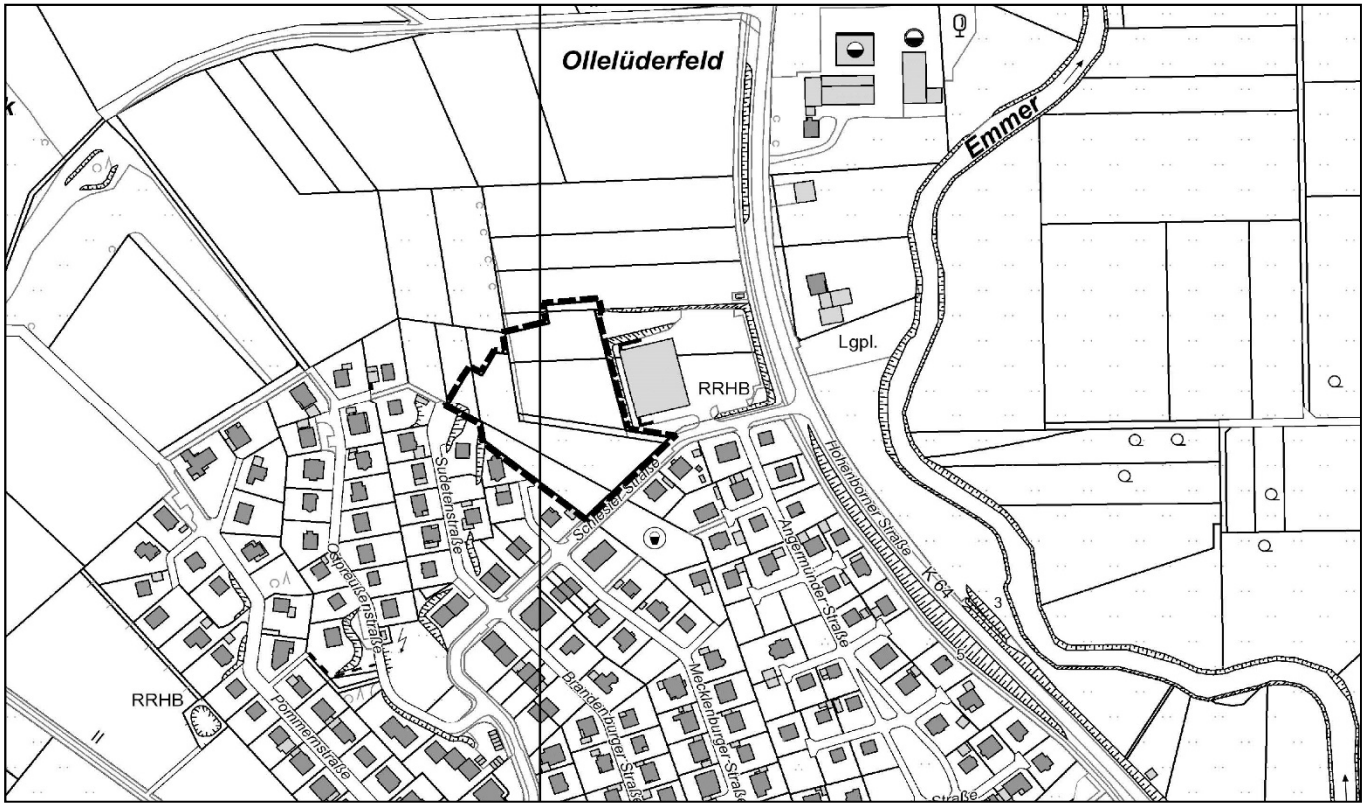 Ollelüderfeld
k
Emmer
Lgpl.
RRHB
Hohenborner Straße
Schlesier Straße
Sudetenstraße
Angermünder Straße
K 64
3
Ostpreußenstraße
5
RRHB
Brandenburger Straße
Mecklenburger Straße
Pommernstraße
Straße